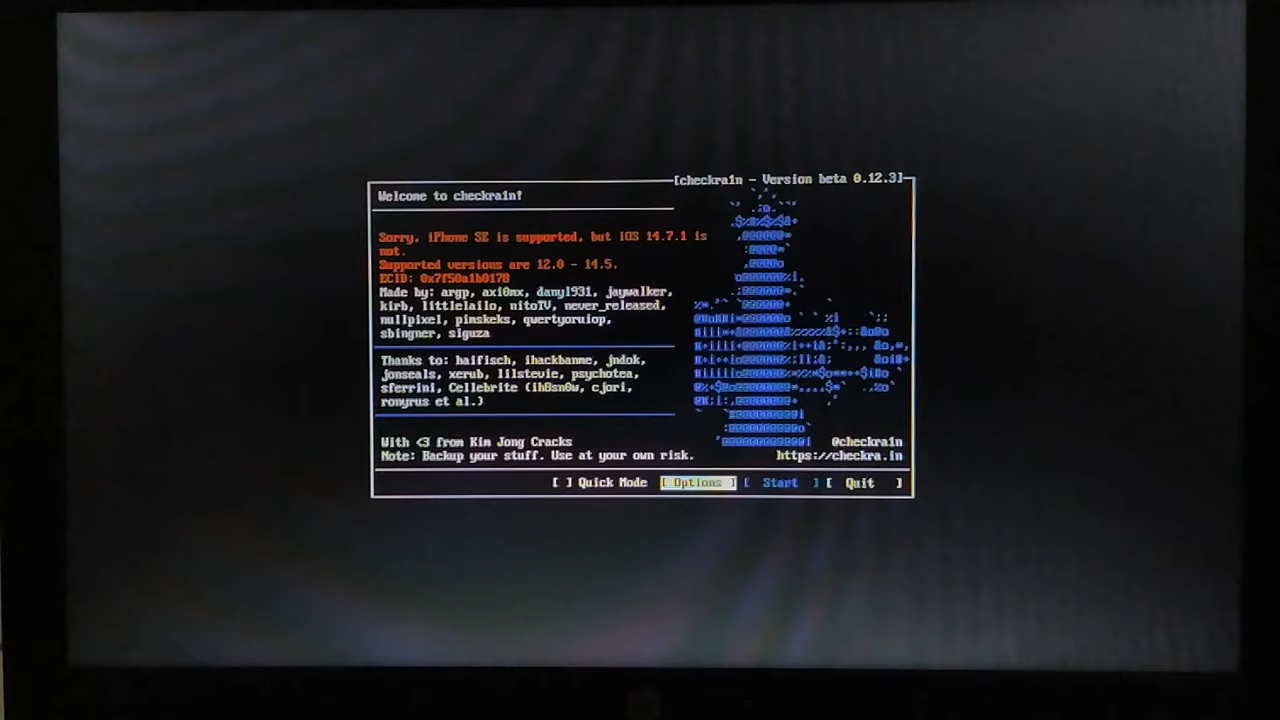 [checkra1n - Version beta 0.12.3]
Welcome to checkra1n!
Sorry, iPhone SE is supported, but iOS 14.7.1 is
not.
Supported versions are 12.0 - 14.5.
ECID: 0x7f50a1b0178
Made by: argp, axi0mx, danyl931, jaywalker,
kirb, littlelailo, nitoTV, never_released,
nullpixel, pimskeks, qwertyoruiop,
sbingner, siguza
Thanks to: haifisch, ihackbanme, jndok,
jonseals, xerub, lilstevie, psychotea,
sferrini, Cellebrite (ih8sn0w, cjori,
ronyrus et al.)
With <3 from Kim Jong Cracks
@checkra1n
Note: Backup your stuff. Use at your own risk.
https://checkra.in
[ ] Quick Mode [ Options ] [ Start ] [ Quit ]